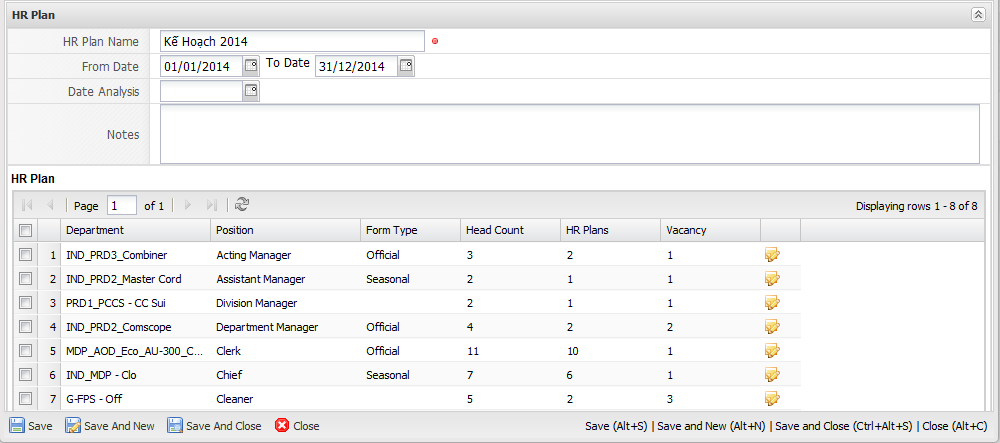 HR Plan
HR Plan Name Kế Hoạch 2014
From Date 01/01/2014 To Date 31/12/2014
Date Analysis
Notes
HR Plan
Page 1 of 1 Displaying rows 1 - 8 of 8
Department Position Form Type Head Count HR Plans Vacancy
1 IND_PRD3_Combiner Acting Manager Official 3 2 1
2 IND_PRD2_Master Cord Assistant Manager Seasonal 2 1 1
3 PRD1_PCCS - CC Sui Division Manager 2 1 1
4 IND_PRD2_Comscope Department Manager Official 4 2 2
5 MDP_AOD_Eco_AU-300_C... Clerk Official 11 10 1
6 IND_MDP - Clo Chief Seasonal 7 6 1
7 G-FPS - Off Cleaner 5 2 3
Save Save And New Save And Close Close Save (Alt+S) | Save and New (Alt+N) | Save and Close (Ctrl+Alt+S) | Close (Alt+C)